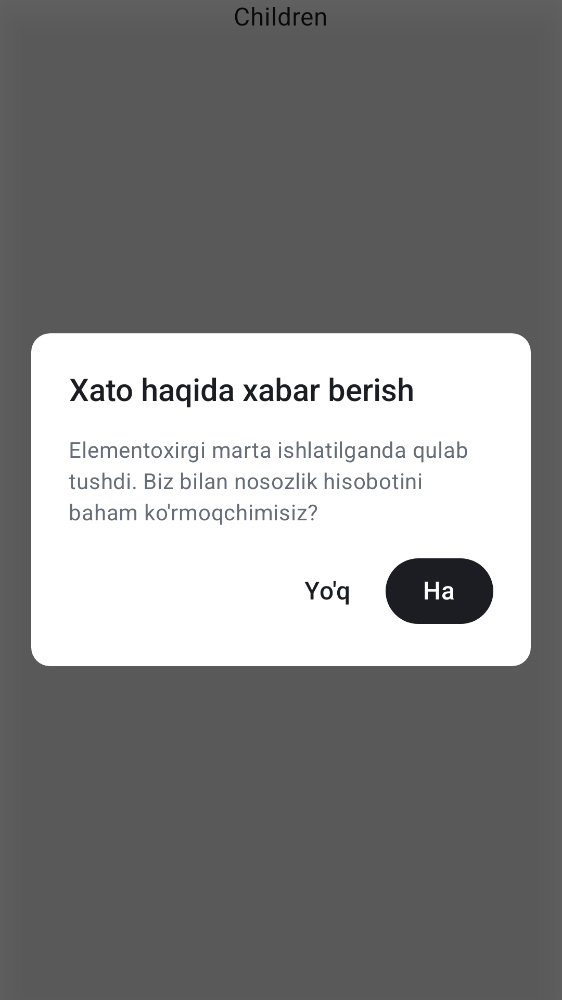 Children
Xato haqida xabar berish
Elementoxirgi marta ishlatilganda qulab
tushdi. Biz bilan nosozlik hisobotini
baham ko'rmoqchimisiz?
Yo'q
Ha